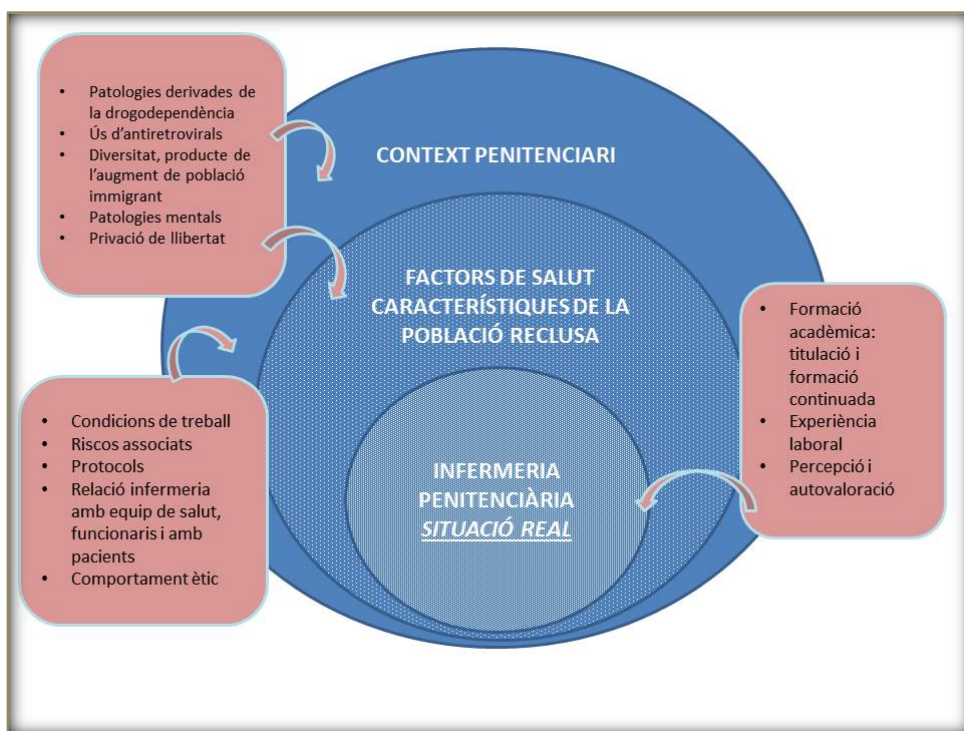 • Patologies derivades de
la drogodependència
• Ús d'antiretrovirals
• Diversitat, producte de
l'augment de població
immigrant
• Patologies mentals
• Privació de llibertat
CONTEXT PENITENCIARI
FACTORS DE SALUT
CARACTERÍSTIQUES DE LA
POBLACIÓ RECLUSA
• Condicions de treball
• Riscos associats
• Protocols
• Relació infermeria
amb equip de salut,
funcionaris i amb
pacients
• Comportament ètic
INFERMERIA
PENITENCIÀRIA
SITUACIÓ REAL
• Formació
acadèmica:
titulació i
formació
continuada
• Experiència
laboral
• Percepció i
autovaloració